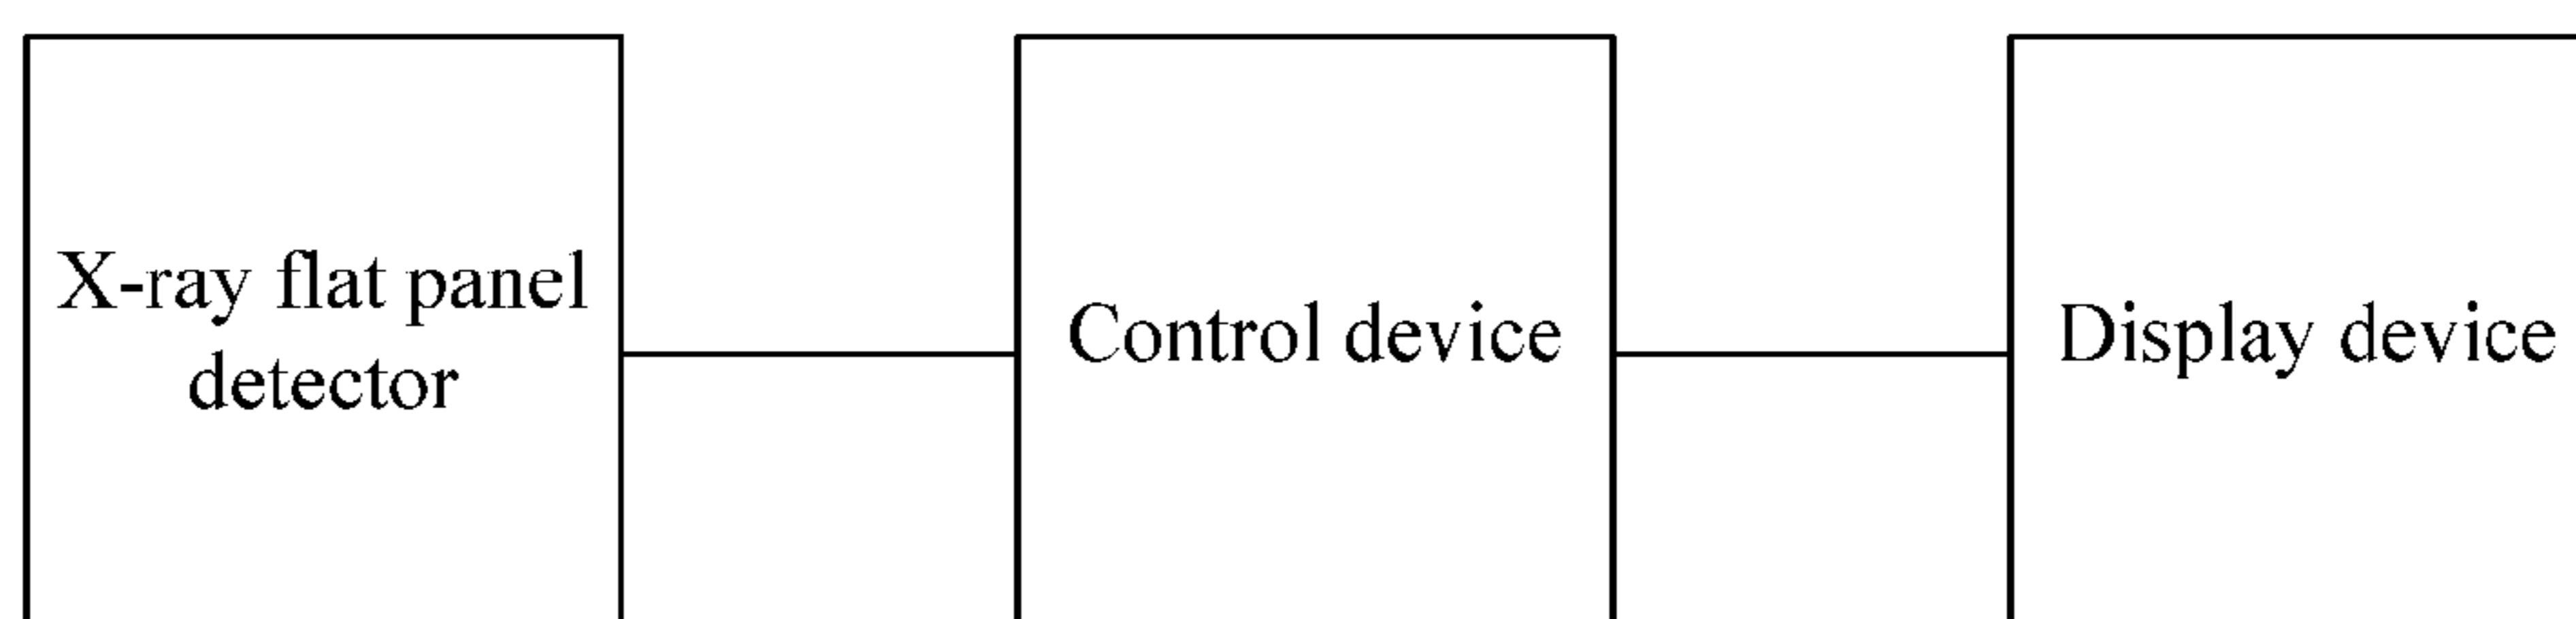 X-ray flat panel
detector
Control device
Display device